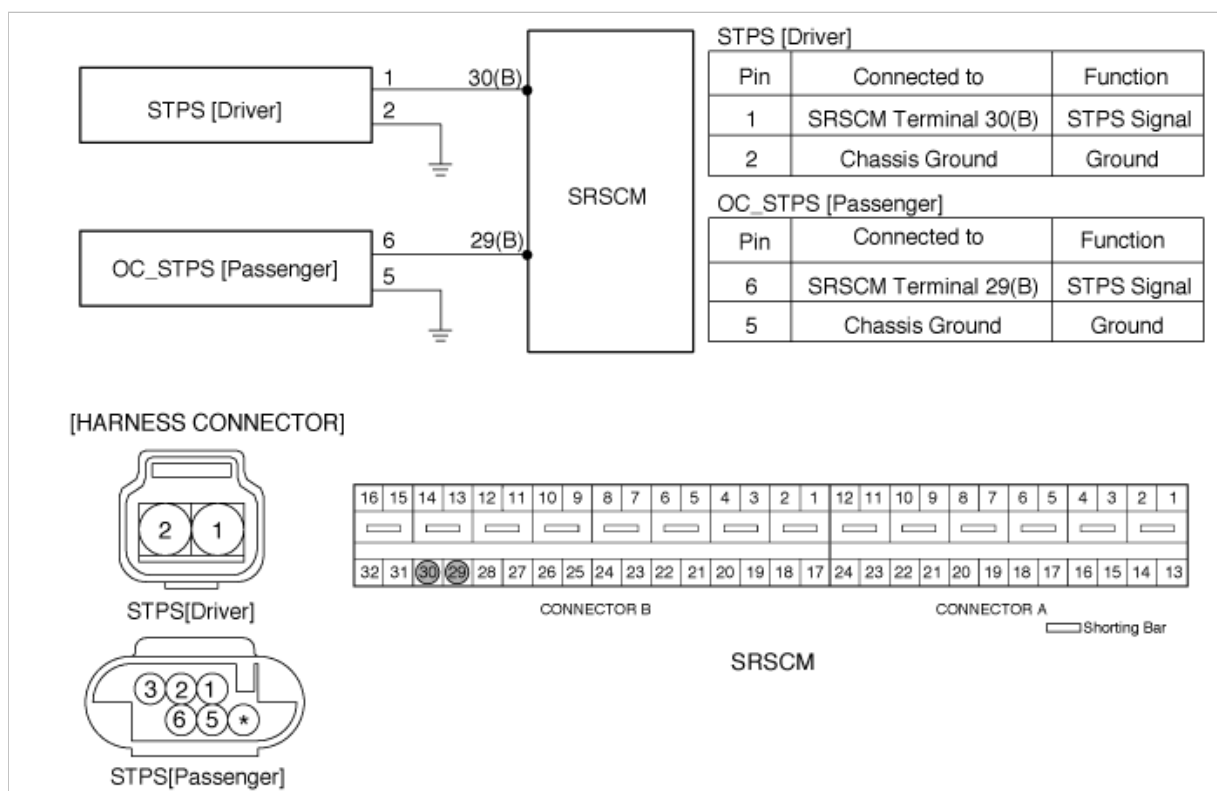 STPS [Driver]
1
30(B)
2
OC_STPS [Passenger]
6
29(B)
5
SRSCM
STPS [Driver]
Pin Connected to Function
1 SRSCM Terminal 30(B) STPS Signal
2 Chassis Ground Ground
OC_STPS [Passenger]
Pin Connected to Function
6 SRSCM Terminal 29(B) STPS Signal
5 Chassis Ground Ground
[HARNESS CONNECTOR]
2 1
STPS[Driver]
3 2 1
6 5 *
STPS[Passenger]
16 15 14 13 12 11 10 9 8 7 6 5 4 3 2 1 12 11 10 9 8 7 6 5 4 3 2 1
32 31 30 29 28 27 26 25 24 23 22 21 20 19 18 17 24 23 22 21 20 19 18 17 16 15 14 13
CONNECTOR B CONNECTOR A
Shorting Bar
SRSCM